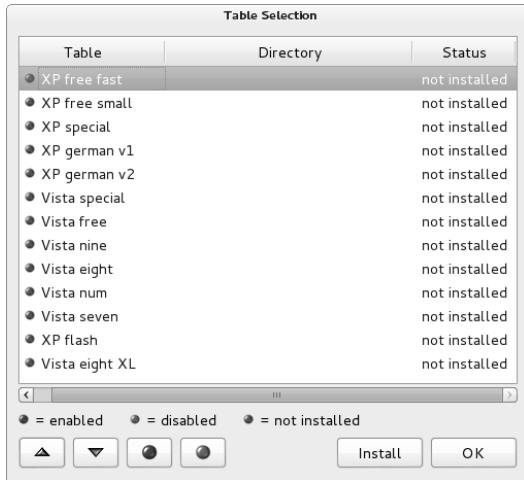 Table Selection
Table Directory Status
XP free fast not installed
XP free small not installed
XP special not installed
XP german v1 not installed
XP german v2 not installed
Vista special not installed
Vista free not installed
Vista nine not installed
Vista eight not installed
Vista num not installed
Vista seven not installed
XP flash not installed
Vista eight XL not installed
= enabled = disabled = not installed
Install OK